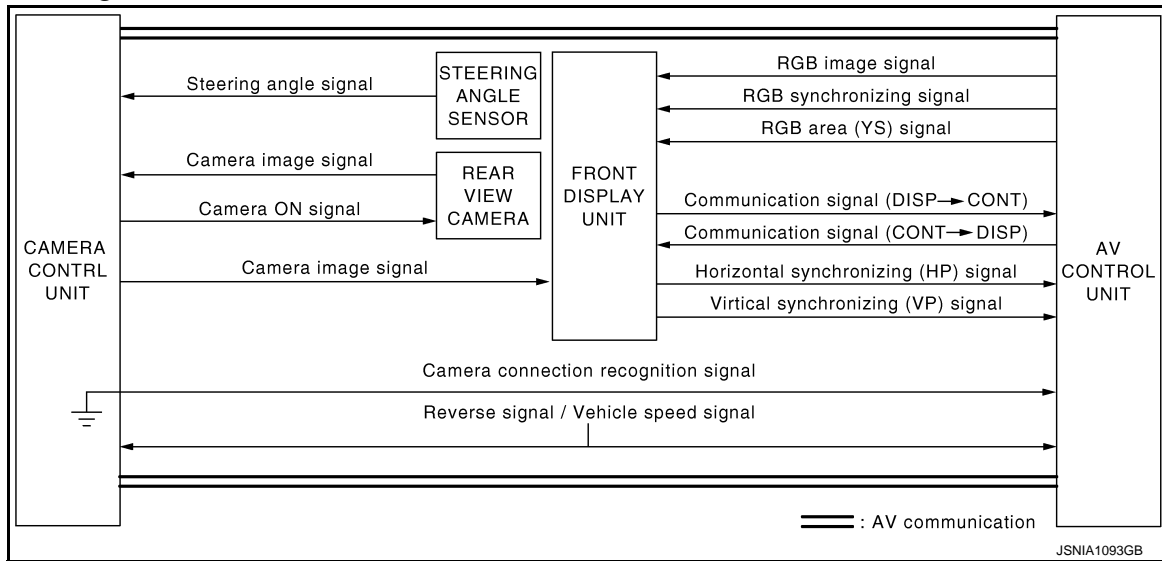 STEERING
ANGLE
SENSOR
Steering angle signal
Camera image signal
REAR
VIEW
CAMERA
Camera ON signal
CAMERA
CONTRL
UNIT
Camera image signal
FRONT
DISPLAY
UNIT
RGB image signal
RGB synchronizing signal
RGB area (YS) signal
Communication signal (DISP→CONT)
Communication signal (CONT→DISP)
Horizontal synchronizing (HP) signal
Virtical synchronizing (VP) signal
AV
CONTROL
UNIT
Camera connection recognition signal
Reverse signal / Vehicle speed signal
: AV communication
JSNIA1093GB